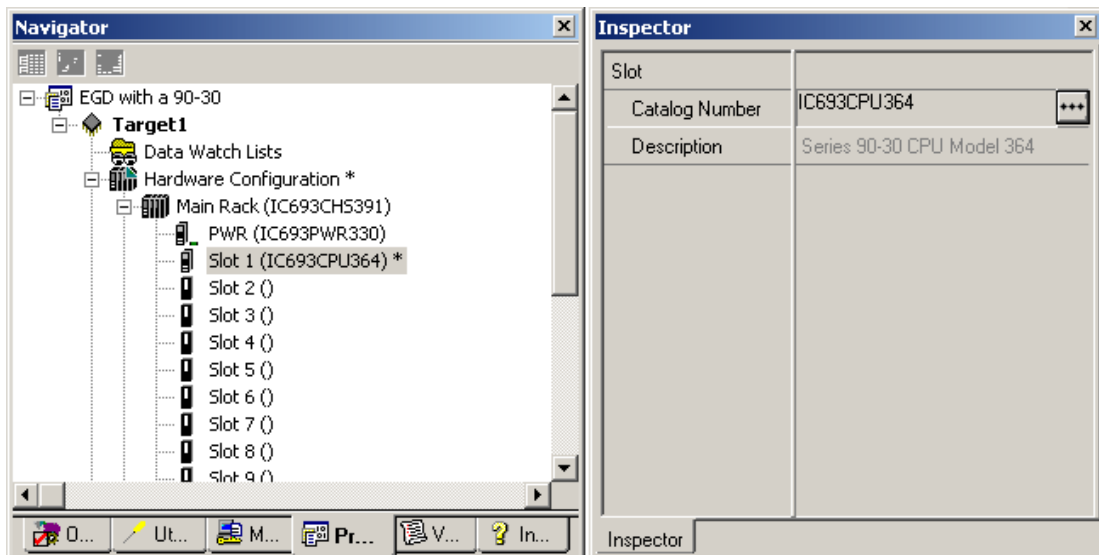 Navigator
EGD with a 90-30
Target1
Data Watch Lists
Hardware Configuration *
Main Rack (IC693CHS391)
PWR (IC693PWR330)
Slot 1 (IC693CPU364) *
Slot 2 ()
Slot 3 ()
Slot 4 ()
Slot 5 ()
Slot 6 ()
Slot 7 ()
Slot 8 ()
Slot 9 ()
O... Ut... M... Pr... V... In...
Inspector
Slot
Catalog Number IC693CPU364
Description Series 90-30 CPU Model 364
Inspector